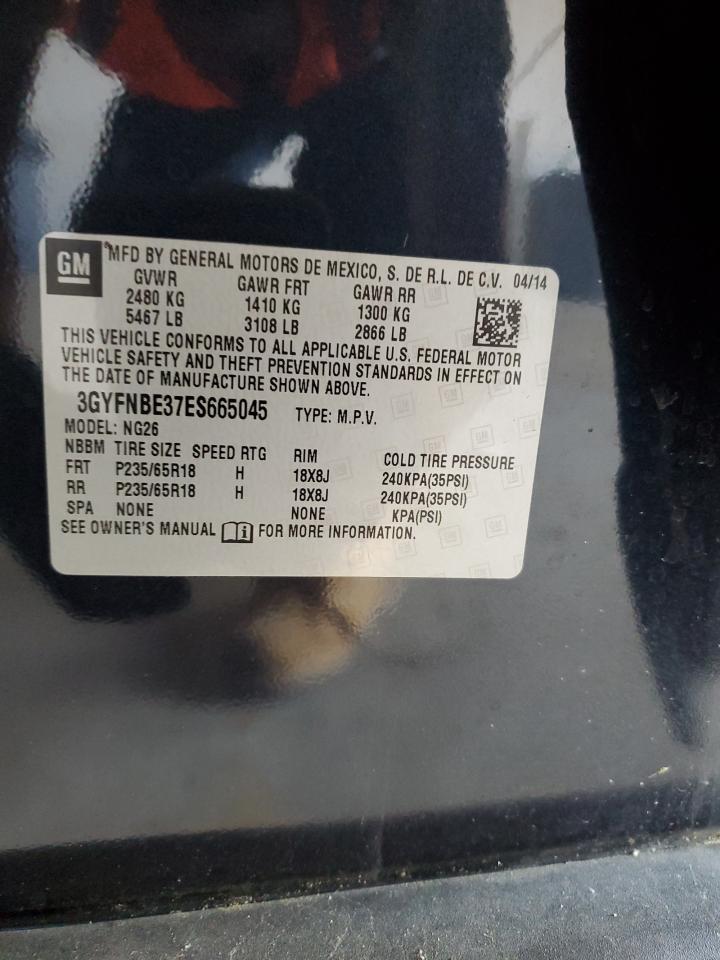 GM
MFD BY GENERAL MOTORS DE MEXICO, S. DE R.L. DE C.V. 04/14
GVWR GAWR FRT GAWR RR
2480 KG 1410 KG 1300 KG
5467 LB 3108 LB 2866 LB
THIS VEHICLE CONFORMS TO ALL APPLICABLE U.S. FEDERAL MOTOR
VEHICLE SAFETY AND THEFT PREVENTION STANDARDS IN EFFECT ON
THE DATE OF MANUFACTURE SHOWN ABOVE.
3GYFNBE37ES665045 TYPE: M.P.V.
MODEL: NG26
NBBM TIRE SIZE SPEED RTG RIM COLD TIRE PRESSURE
FRT P235/65R18 H 18X8J 240KPA(35PSI)
RR P235/65R18 H 18X8J 240KPA(35PSI)
SPA NONE NONE KPA(PSI)
SEE OWNER'S MANUAL i FOR MORE INFORMATION.